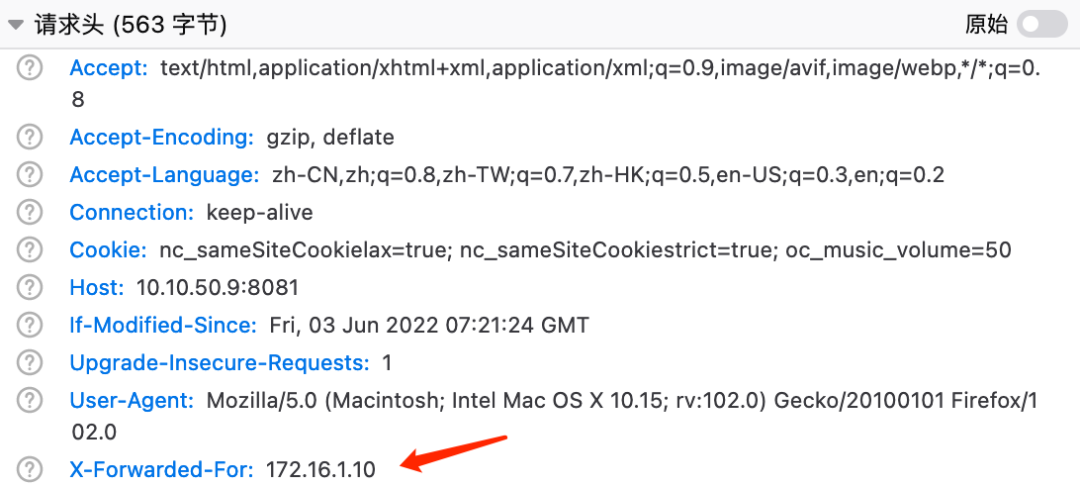 请求头 (563 字节)
原始
Accept: text/html,application/xhtml+xml,application/xml;q=0.9,image/avif,image/webp,*/*;q=0.
8
Accept-Encoding: gzip, deflate
Accept-Language: zh-CN,zh;q=0.8,zh-TW;q=0.7,zh-HK;q=0.5,en-US;q=0.3,en;q=0.2
Connection: keep-alive
Cookie: nc_sameSiteCookielax=true; nc_sameSiteCookiestrict=true; oc_music_volume=50
Host: 10.10.50.9:8081
If-Modified-Since: Fri, 03 Jun 2022 07:21:24 GMT
Upgrade-Insecure-Requests: 1
User-Agent: Mozilla/5.0 (Macintosh; Intel Mac OS X 10.15; rv:102.0) Gecko/20100101 Firefox/1
02.0
X-Forwarded-For: 172.16.1.10